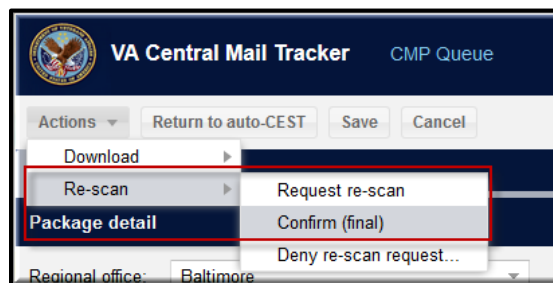 VA Central Mail Tracker CMP Queue
Actions Return to auto-CEST Save Cancel
Download
Re-scan Request re-scan
Package detail Confirm (final)
Deny re-scan request...
Regional office: Baltimore